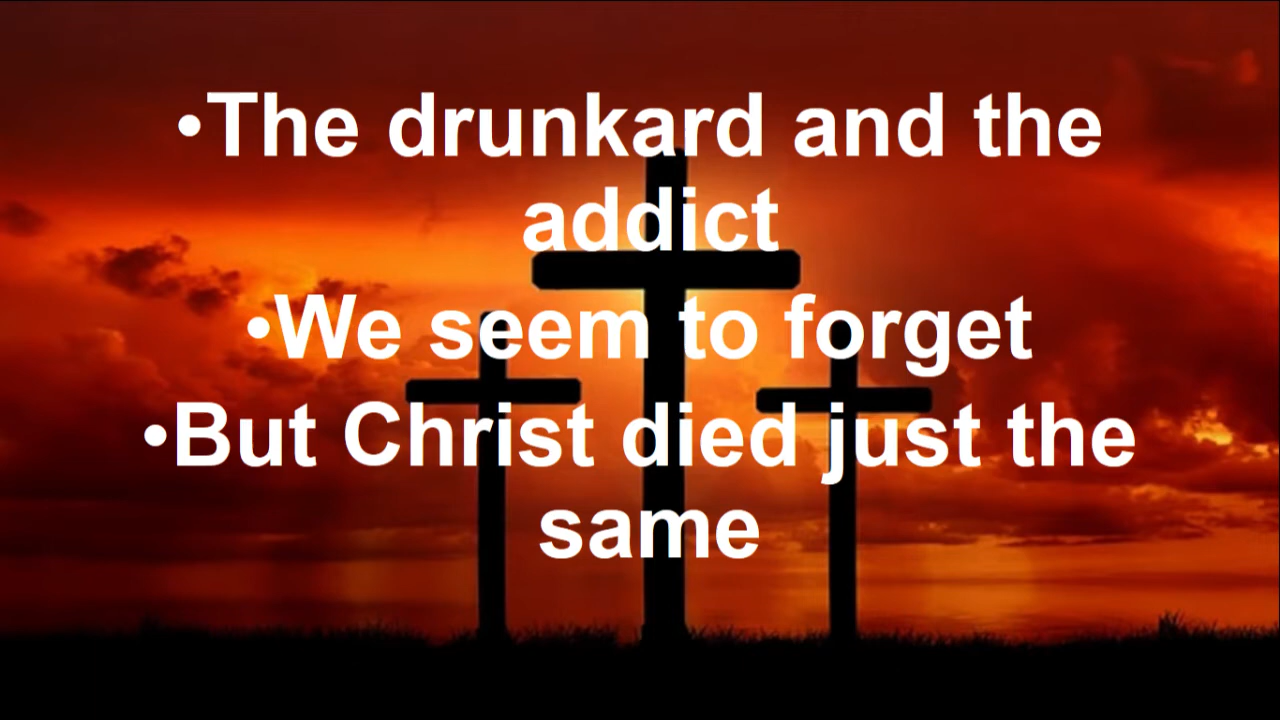 •The drunkard and the
addict
•We seem to forget
•But Christ died just the
same